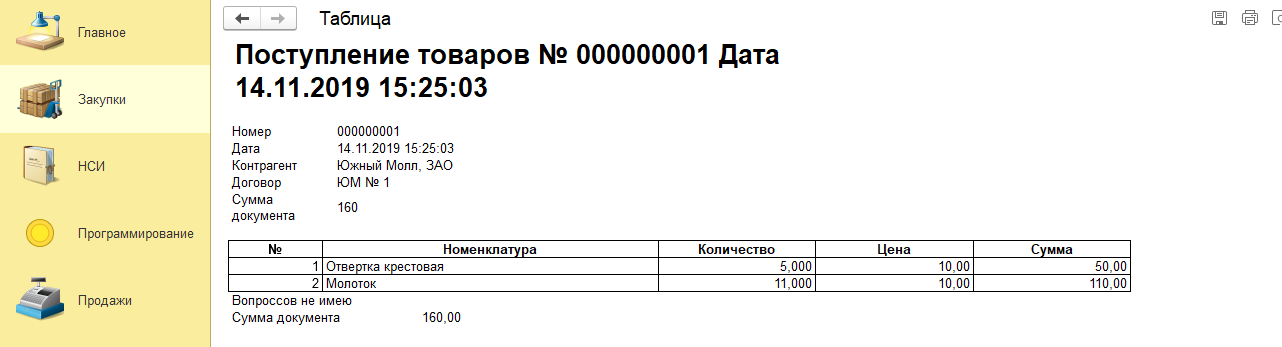 Главное
Закупки
НСИ
Программирование
Продажи
Таблица
Поступление товаров № 000000001 Дата
14.11.2019 15:25:03
Номер 000000001
Дата 14.11.2019 15:25:03
Контрагент Южный Молл, ЗАО
Договор ЮМ № 1
Сумма
документа 160
№ Номенклатура Количество Цена Сумма
1 Отвертка крестовая 5,000 10,00 50,00
2 Молоток 11,000 10,00 110,00
Вопроссов не имею
Сумма документа 160,00